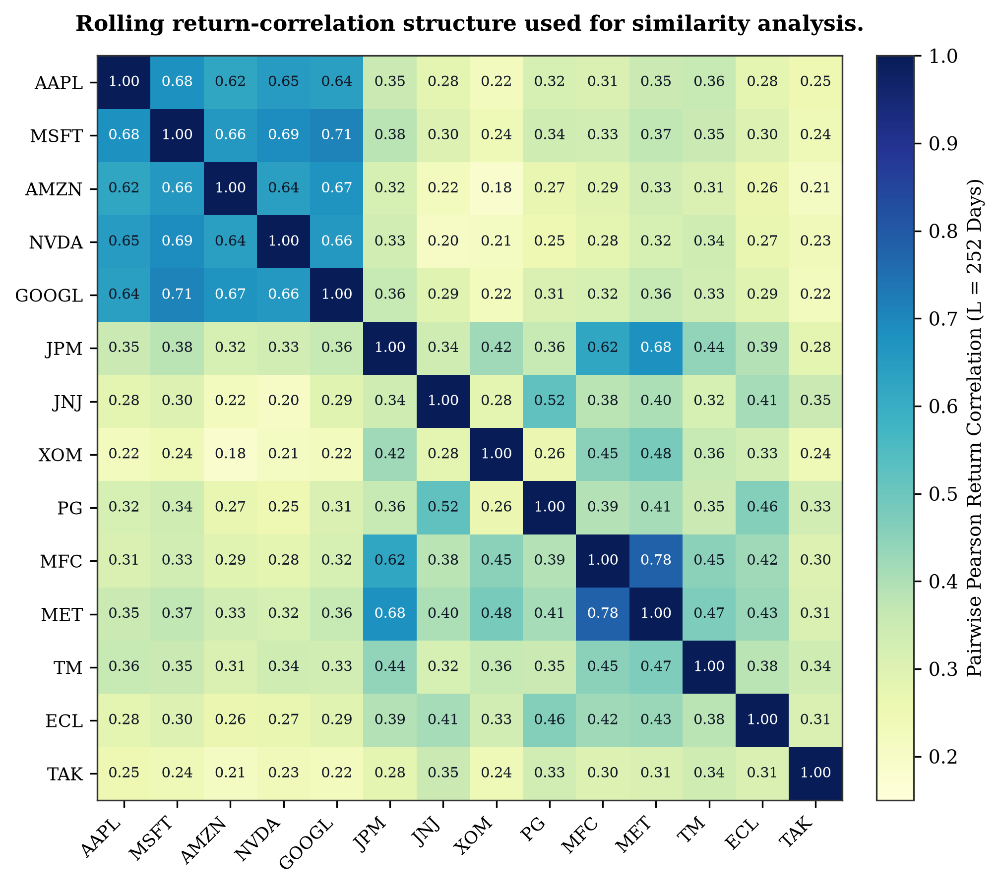 Rolling return-correlation structure used for similarity analysis.
AAPL 1.00 0.68 0.62 0.65 0.64 0.35 0.28 0.22 0.32 0.31 0.35 0.36 0.28 0.25
MSFT 0.68 1.00 0.66 0.69 0.71 0.38 0.30 0.24 0.34 0.33 0.37 0.35 0.30 0.24
AMZN 0.62 0.66 1.00 0.64 0.67 0.32 0.22 0.18 0.27 0.29 0.33 0.31 0.26 0.21
NVDA 0.65 0.69 0.64 1.00 0.66 0.33 0.20 0.21 0.25 0.28 0.32 0.34 0.27 0.23
GOOGL 0.64 0.71 0.67 0.66 1.00 0.36 0.29 0.22 0.31 0.32 0.36 0.33 0.29 0.22
JPM 0.35 0.38 0.32 0.33 0.36 1.00 0.34 0.42 0.36 0.62 0.68 0.44 0.39 0.28
JNJ 0.28 0.30 0.22 0.20 0.29 0.34 1.00 0.28 0.52 0.38 0.40 0.32 0.41 0.35
XOM 0.22 0.24 0.18 0.21 0.22 0.42 0.28 1.00 0.26 0.45 0.48 0.36 0.33 0.24
PG 0.32 0.34 0.27 0.25 0.31 0.36 0.52 0.26 1.00 0.39 0.41 0.35 0.46 0.33
MFC 0.31 0.33 0.29 0.28 0.32 0.62 0.38 0.45 0.39 1.00 0.78 0.45 0.42 0.30
MET 0.35 0.37 0.33 0.32 0.36 0.68 0.40 0.48 0.41 0.78 1.00 0.47 0.43 0.31
TM 0.36 0.35 0.31 0.34 0.33 0.44 0.32 0.36 0.35 0.45 0.47 1.00 0.38 0.34
ECL 0.28 0.30 0.26 0.27 0.29 0.39 0.41 0.33 0.46 0.42 0.43 0.38 1.00 0.31
TAK 0.25 0.24 0.21 0.23 0.22 0.28 0.35 0.24 0.33 0.30 0.31 0.34 0.31 1.00
AAPL MSFT AMZN NVDA GOOGL JPM JNJ XOM PG MFC MET TM ECL TAK
1.0
0.9
0.8
0.7
0.6
0.5
0.4
0.3
0.2
Pairwise Pearson Return Correlation (L = 252 Days)